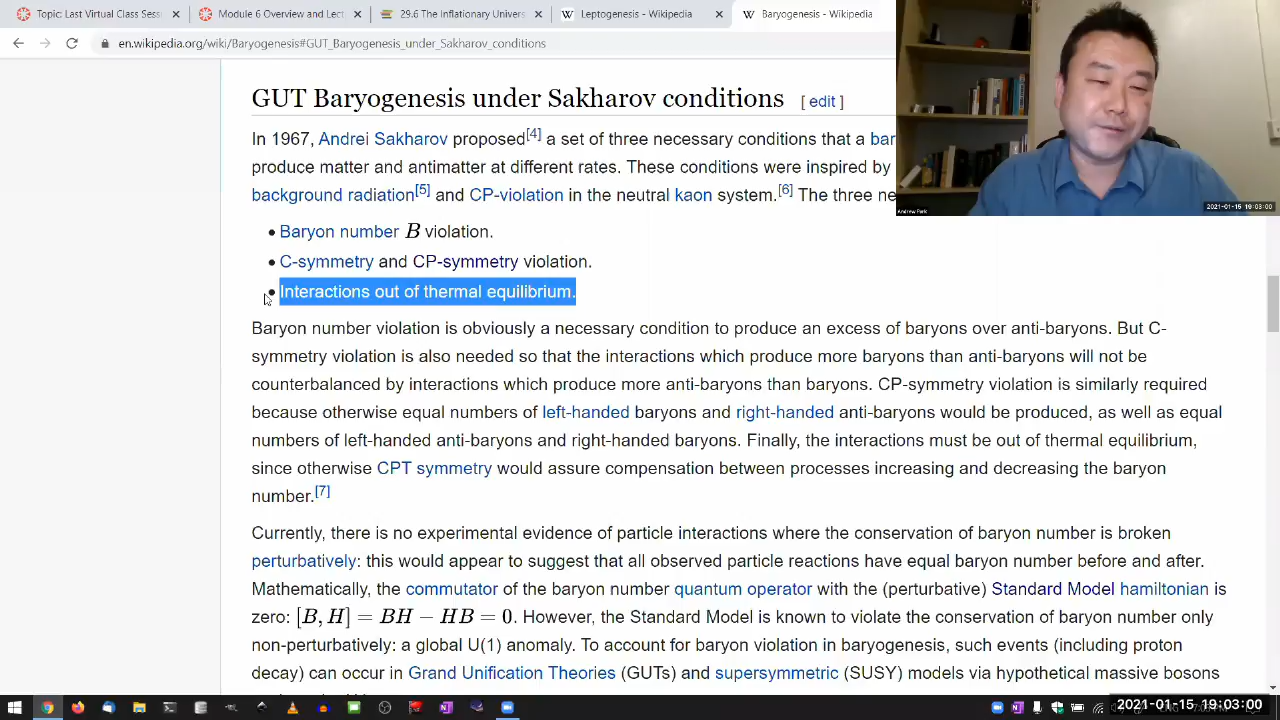 Topic: Last Virtual Class Sess
Module 6 Overview and Lect
29.6 The Inflationary Univers
Leptogenesis - Wikipedia
Baryogenesis - Wikipedia
en.wikipedia.org/wiki/Baryogenesis#GUT_Baryogenesis_under_Sakharov_conditions
GUT Baryogenesis under Sakharov conditions [ edit ]
In 1967, Andrei Sakharov proposed[4] a set of three necessary conditions that a bar
produce matter and antimatter at different rates. These conditions were inspired by
background radiation[5] and CP-violation in the neutral kaon system.[6] The three ne
Andrew Park
2021-01-15 19:03:00
• Baryon number B violation.
• C-symmetry and CP-symmetry violation.
• Interactions out of thermal equilibrium.
Baryon number violation is obviously a necessary condition to produce an excess of baryons over anti-baryons. But C-
symmetry violation is also needed so that the interactions which produce more baryons than anti-baryons will not be
counterbalanced by interactions which produce more anti-baryons than baryons. CP-symmetry violation is similarly required
because otherwise equal numbers of left-handed baryons and right-handed anti-baryons would be produced, as well as equal
numbers of left-handed anti-baryons and right-handed baryons. Finally, the interactions must be out of thermal equilibrium,
since otherwise CPT symmetry would assure compensation between processes increasing and decreasing the baryon
number.[7]
Currently, there is no experimental evidence of particle interactions where the conservation of baryon number is broken
perturbatively: this would appear to suggest that all observed particle reactions have equal baryon number before and after.
Mathematically, the commutator of the baryon number quantum operator with the (perturbative) Standard Model hamiltonian is
zero: [B, H] = BH − HB = 0. However, the Standard Model is known to violate the conservation of baryon number only
non-perturbatively: a global U(1) anomaly. To account for baryon violation in baryogenesis, such events (including proton
decay) can occur in Grand Unification Theories (GUTs) and supersymmetric (SUSY) models via hypothetical massive bosons
2021-01-15 19:03:00